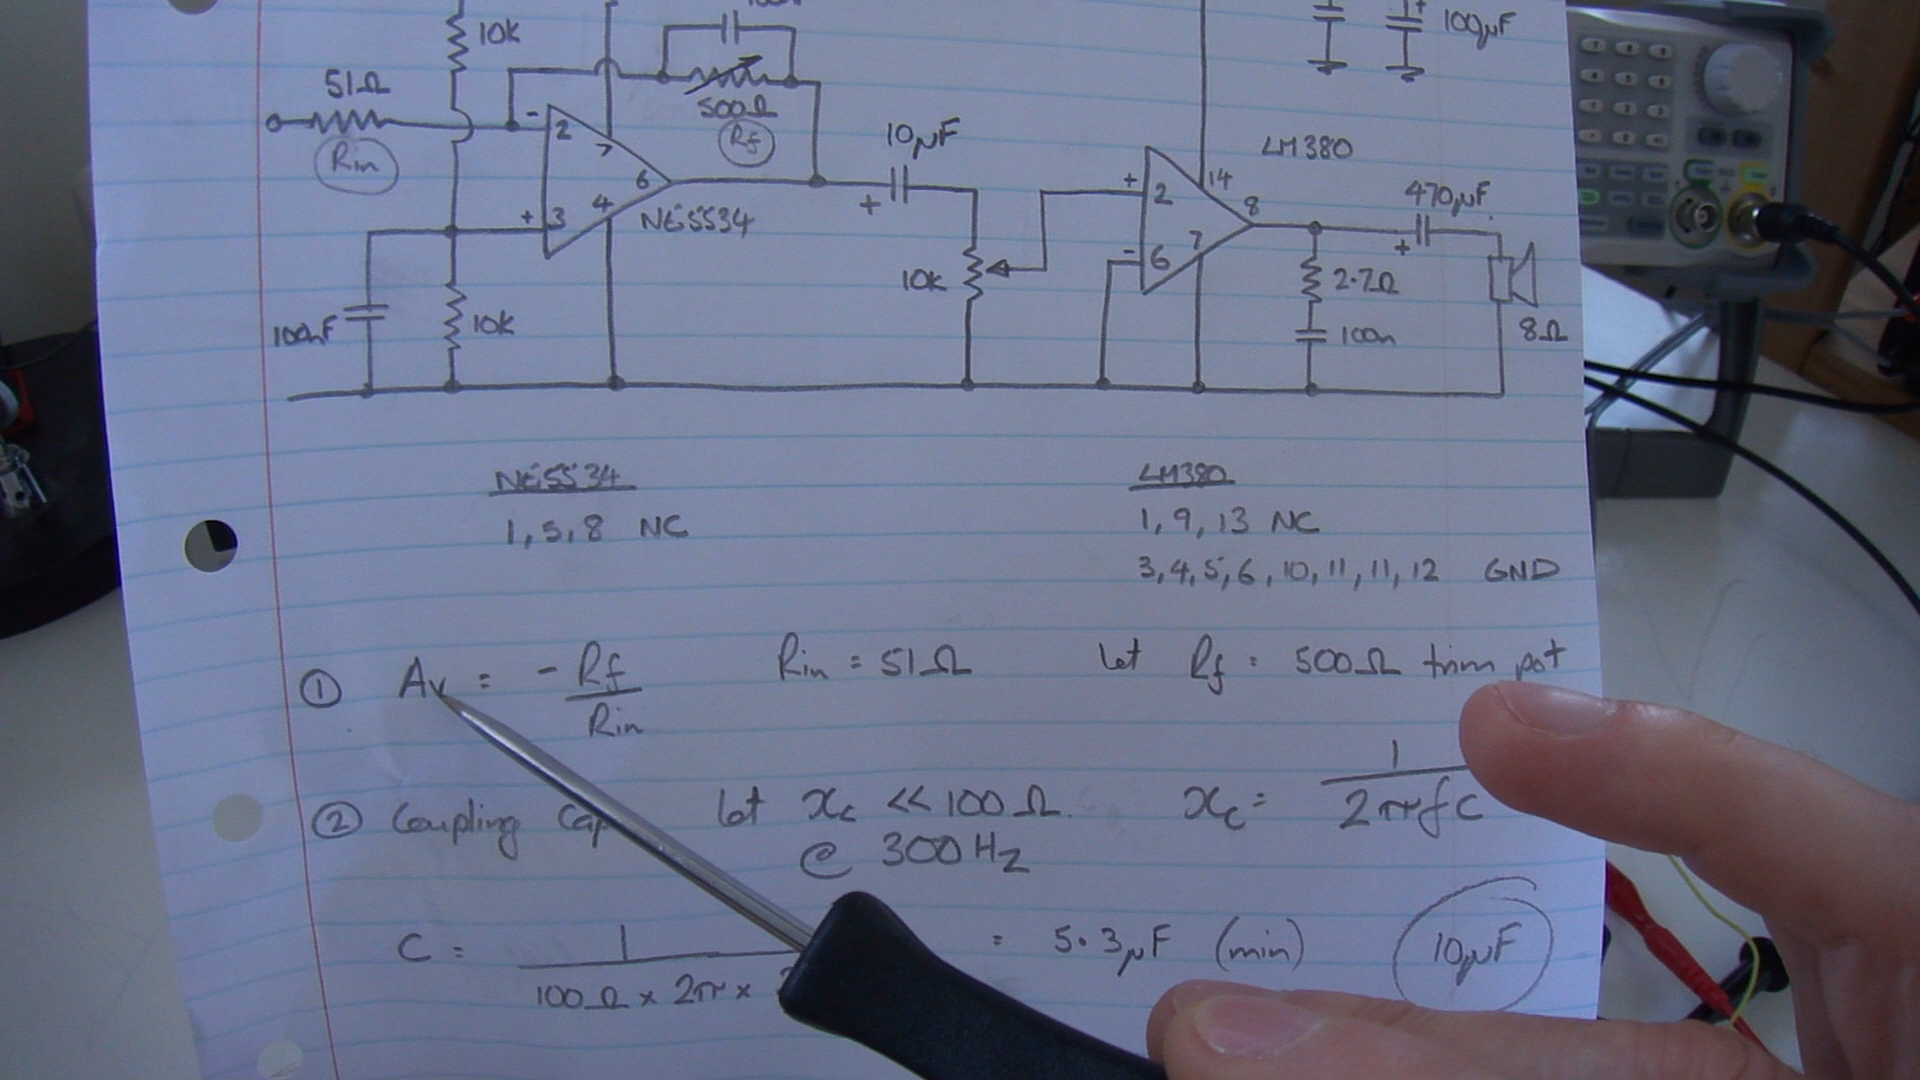 10k
100µF
51Ω
Rin
500Ω
Rf
- 2
7
6
4
+ 3
NE5534
10µF
+
100nF
10k
10k
LM380
+ 2
14
8
- 6
7
470µF
+
2.7Ω
100n
8Ω
NE5534
1, 5, 8 NC
LM380
1, 9, 13 NC
3, 4, 5, 6, 10, 11, 11, 12 GND
① Av = - Rf / Rin Rin = 51Ω Let Rf = 500Ω trim pot
② Coupling Cap Let xc << 100Ω. xc = 1 / 2πfC
@ 300Hz
C = 1 / 100Ω x 2π x = 5.3µF (min) 10µF